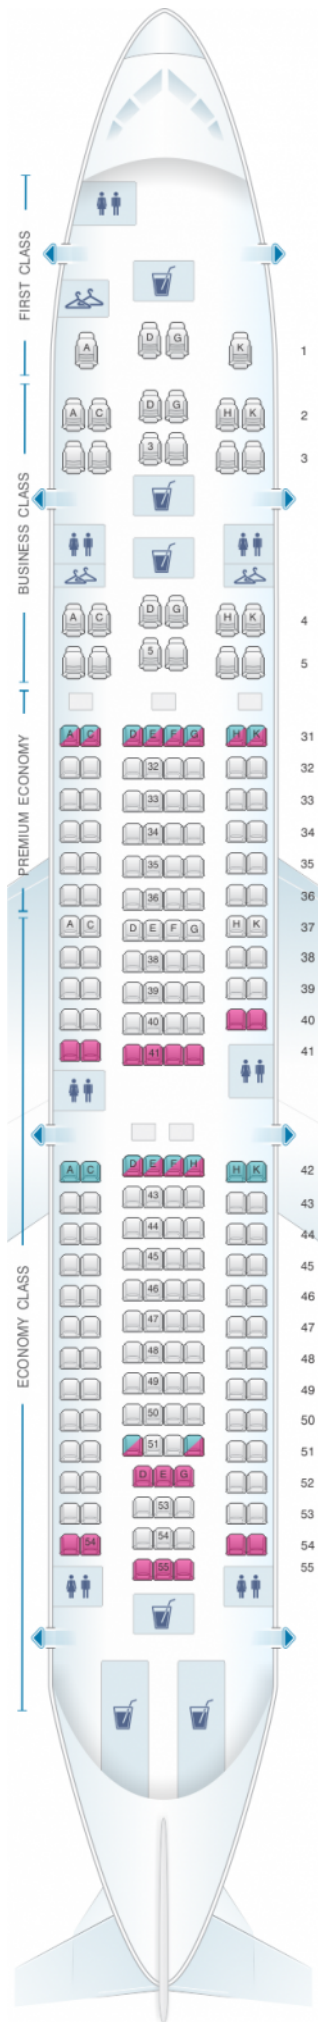 FIRST CLASS
A D G K 1
BUSINESS CLASS
A C D G H K 2
3 3
A C D G H K 4
5 5
PREMIUM ECONOMY
A C D E F G H K 31
32 32
33 33
34 34
35 35
36 36
ECONOMY CLASS
A C D E F G H K 37
38 38
39 39
40 40
41 41
A C D E F H H K 42
43 43
44 44
45 45
46 46
47 47
48 48
49 49
50 50
51 51
D E G 52
53 53
54 54 54
55 55